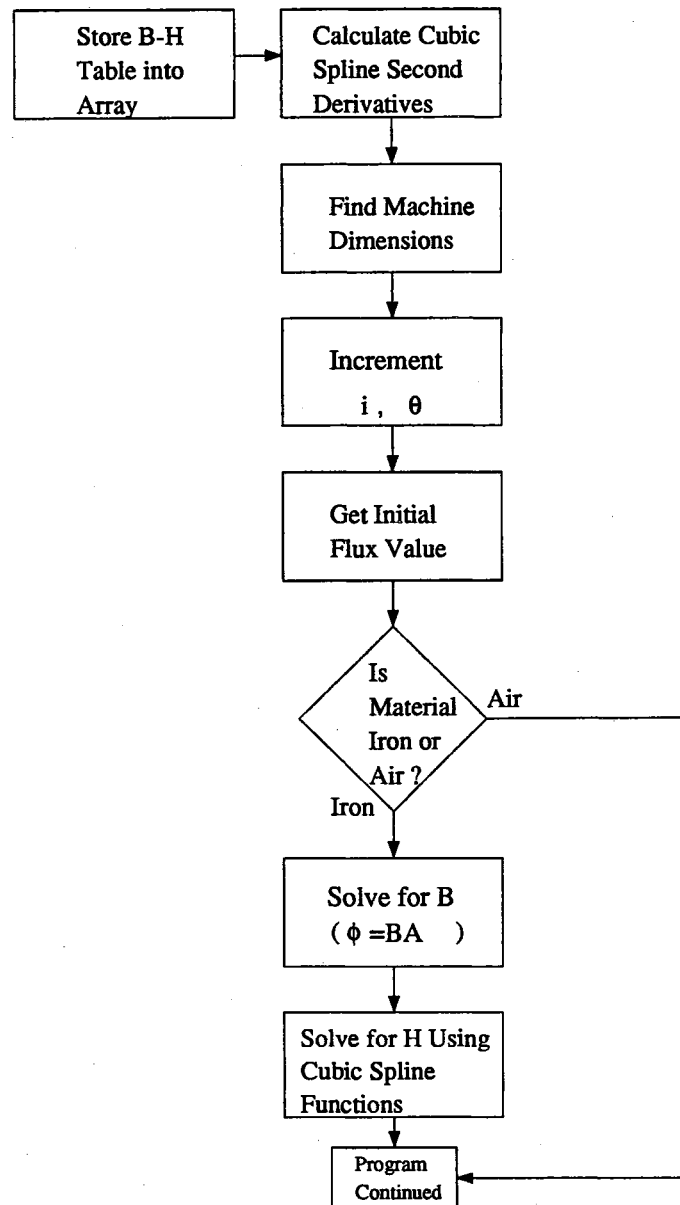 Store B-H
Table into
Array
Calculate Cubic
Spline Second
Derivatives
Find Machine
Dimensions
Increment
i , θ
Get Initial
Flux Value
Is
Material
Iron or
Air ?
Air
Iron
Solve for B
( ϕ =BA )
Solve for H Using
Cubic Spline
Functions
Program
Continued